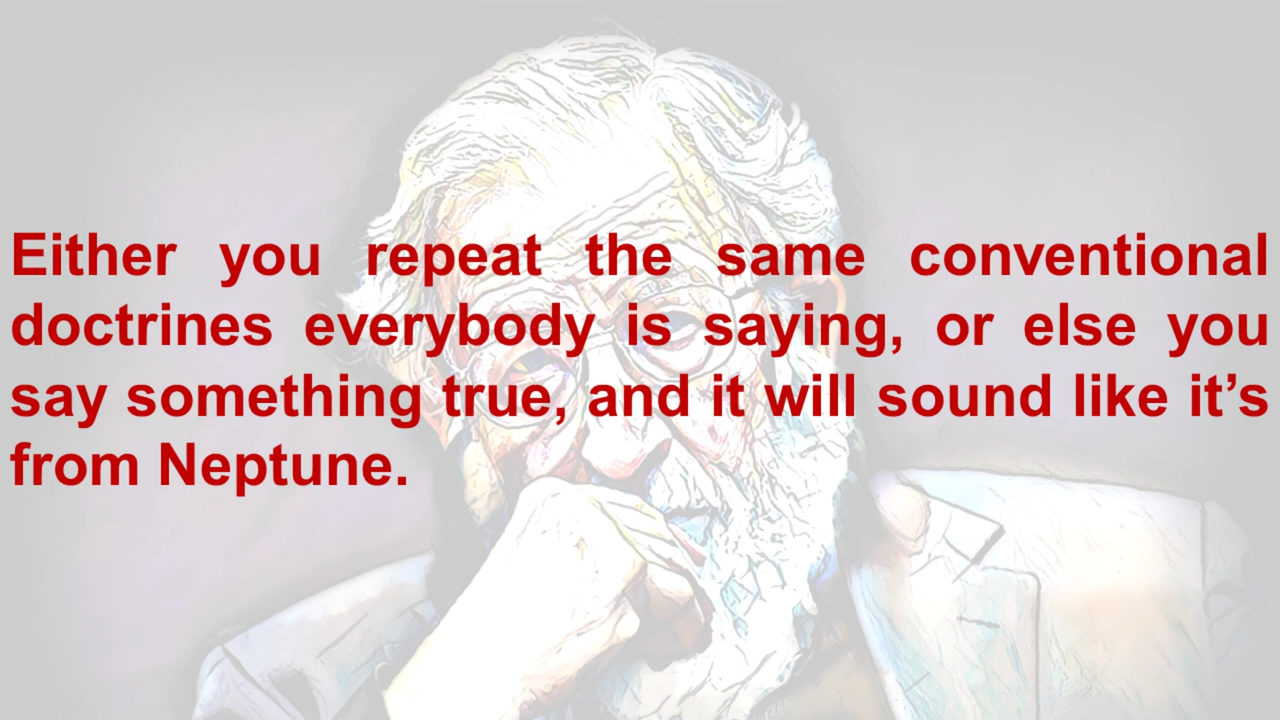 Either you repeat the same conventional
doctrines everybody is saying, or else you
say something true, and it will sound like it’s
from Neptune.